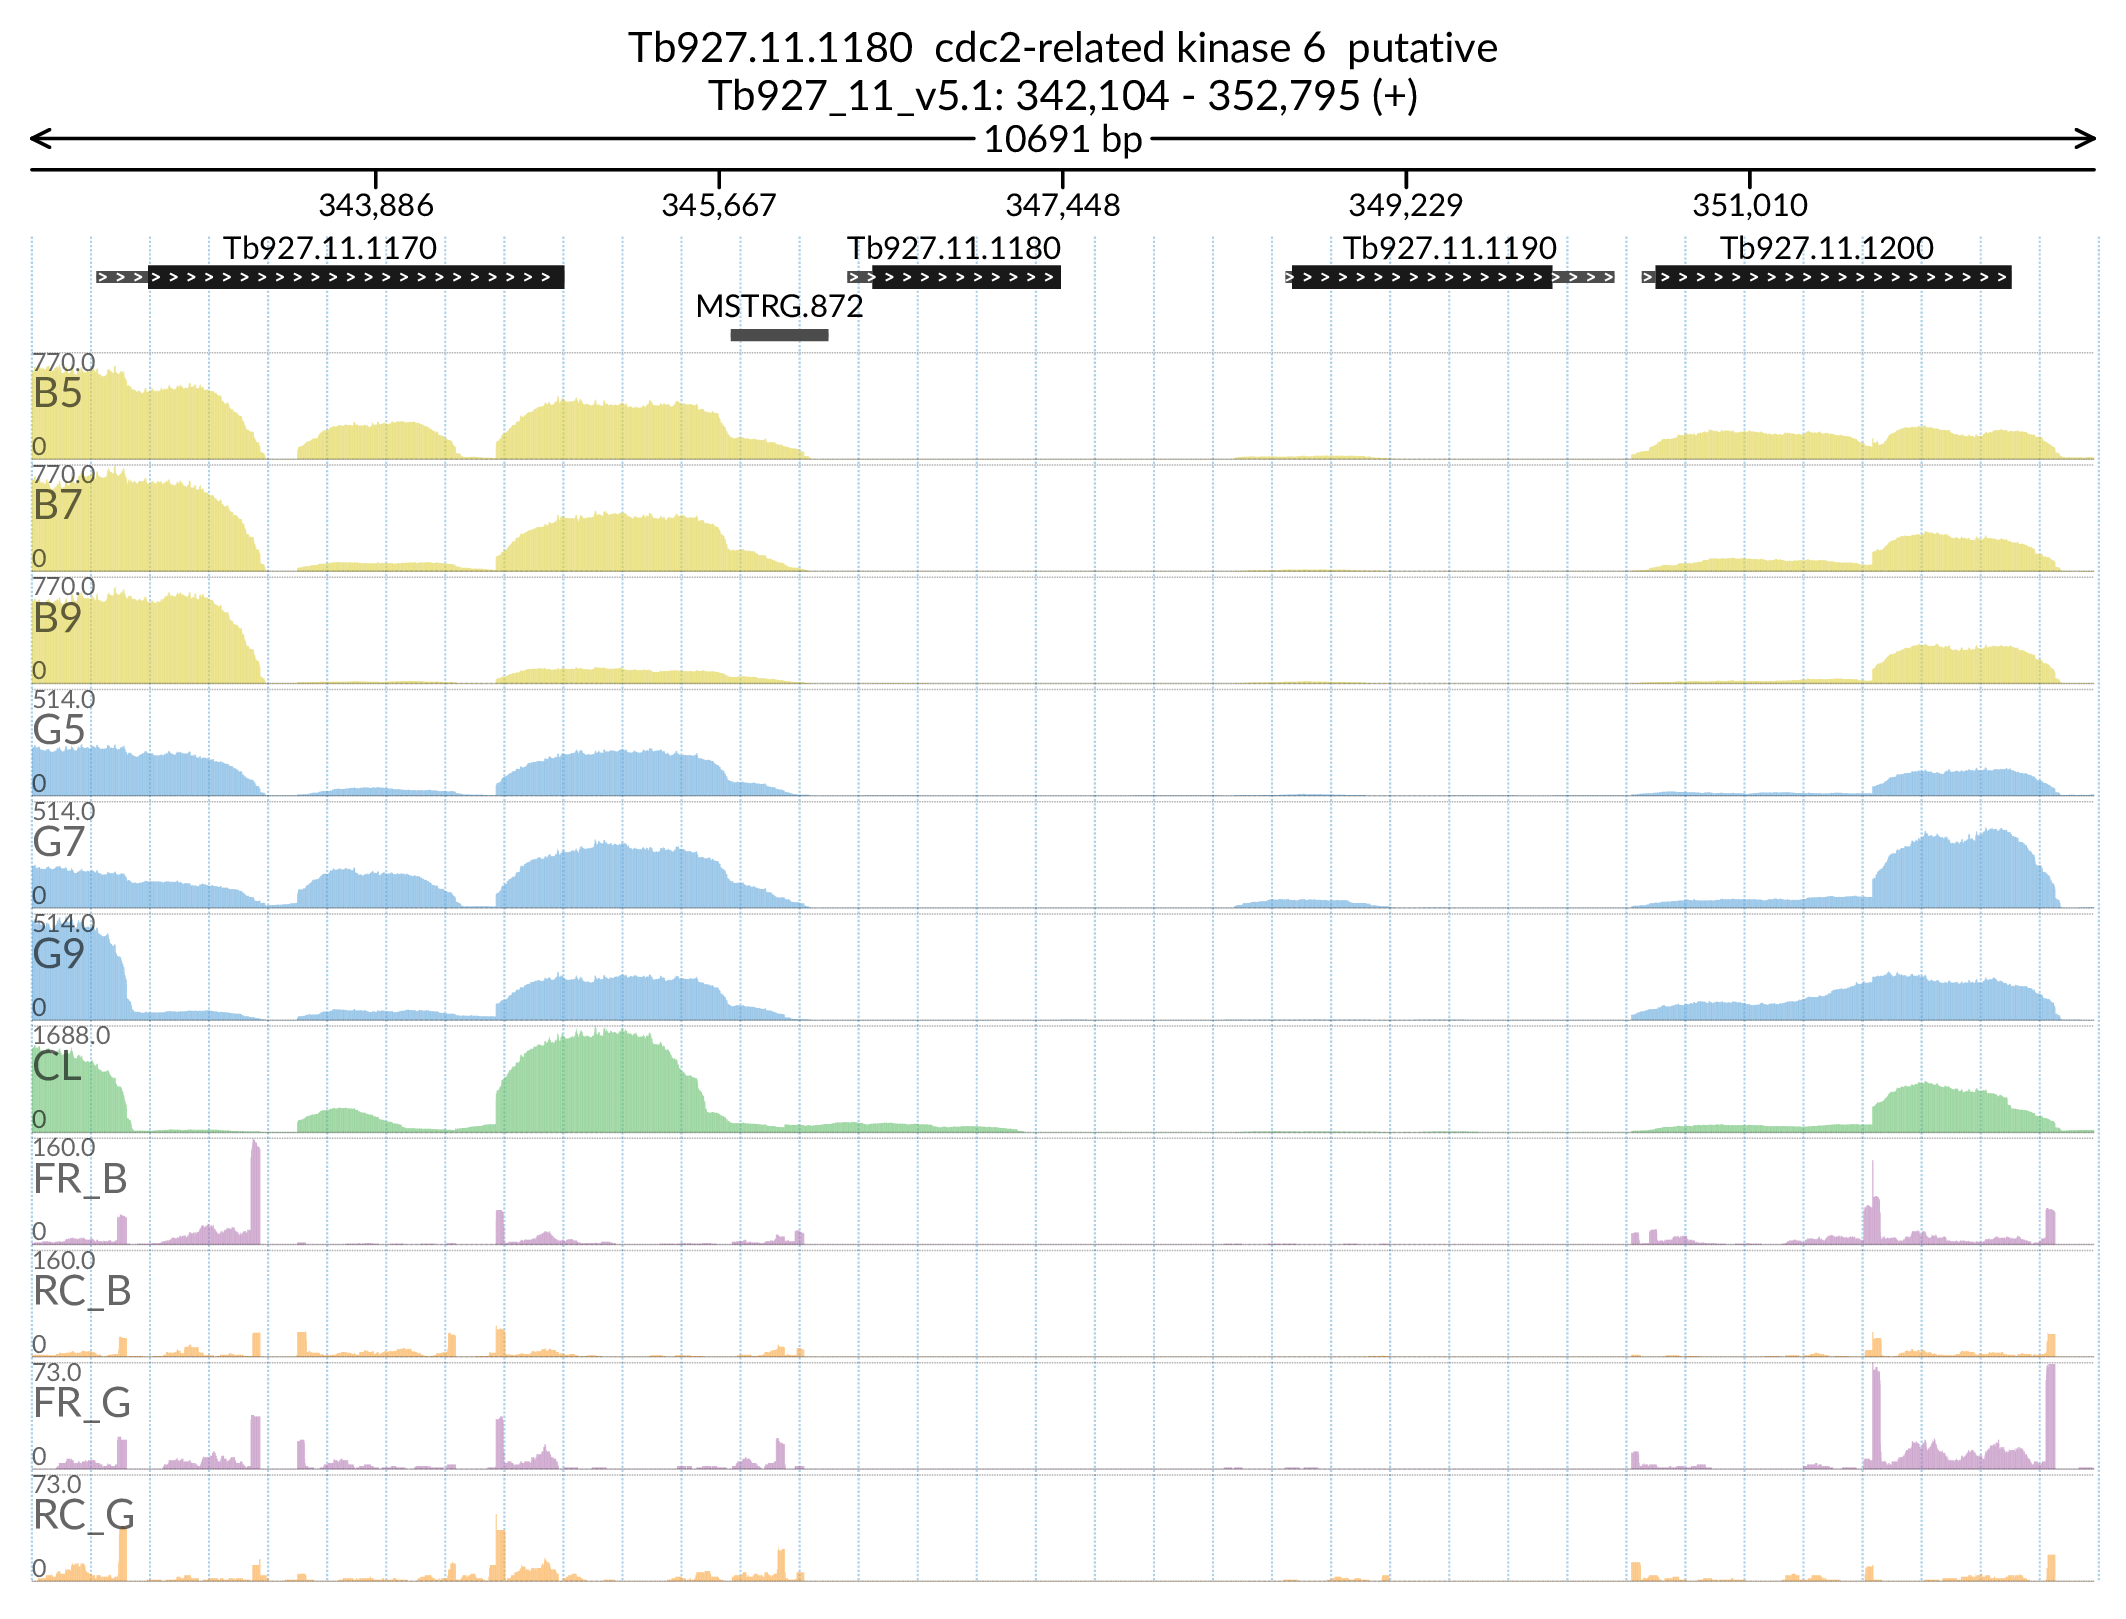 Tb927.11.1180  cdc2-related kinase 6  putative
Tb927_11_v5.1: 342,104 - 352,795 (+)
10691 bp
343,886 345,667 347,448 349,229 351,010
Tb927.11.1170 Tb927.11.1180 Tb927.11.1190 Tb927.11.1200
MSTRG.872
770.0
B5
0
770.0
B7
0
770.0
B9
0
514.0
G5
0
514.0
G7
0
514.0
G9
0
1688.0
CL
0
160.0
FR_B
0
160.0
RC_B
0
73.0
FR_G
0
73.0
RC_G
0